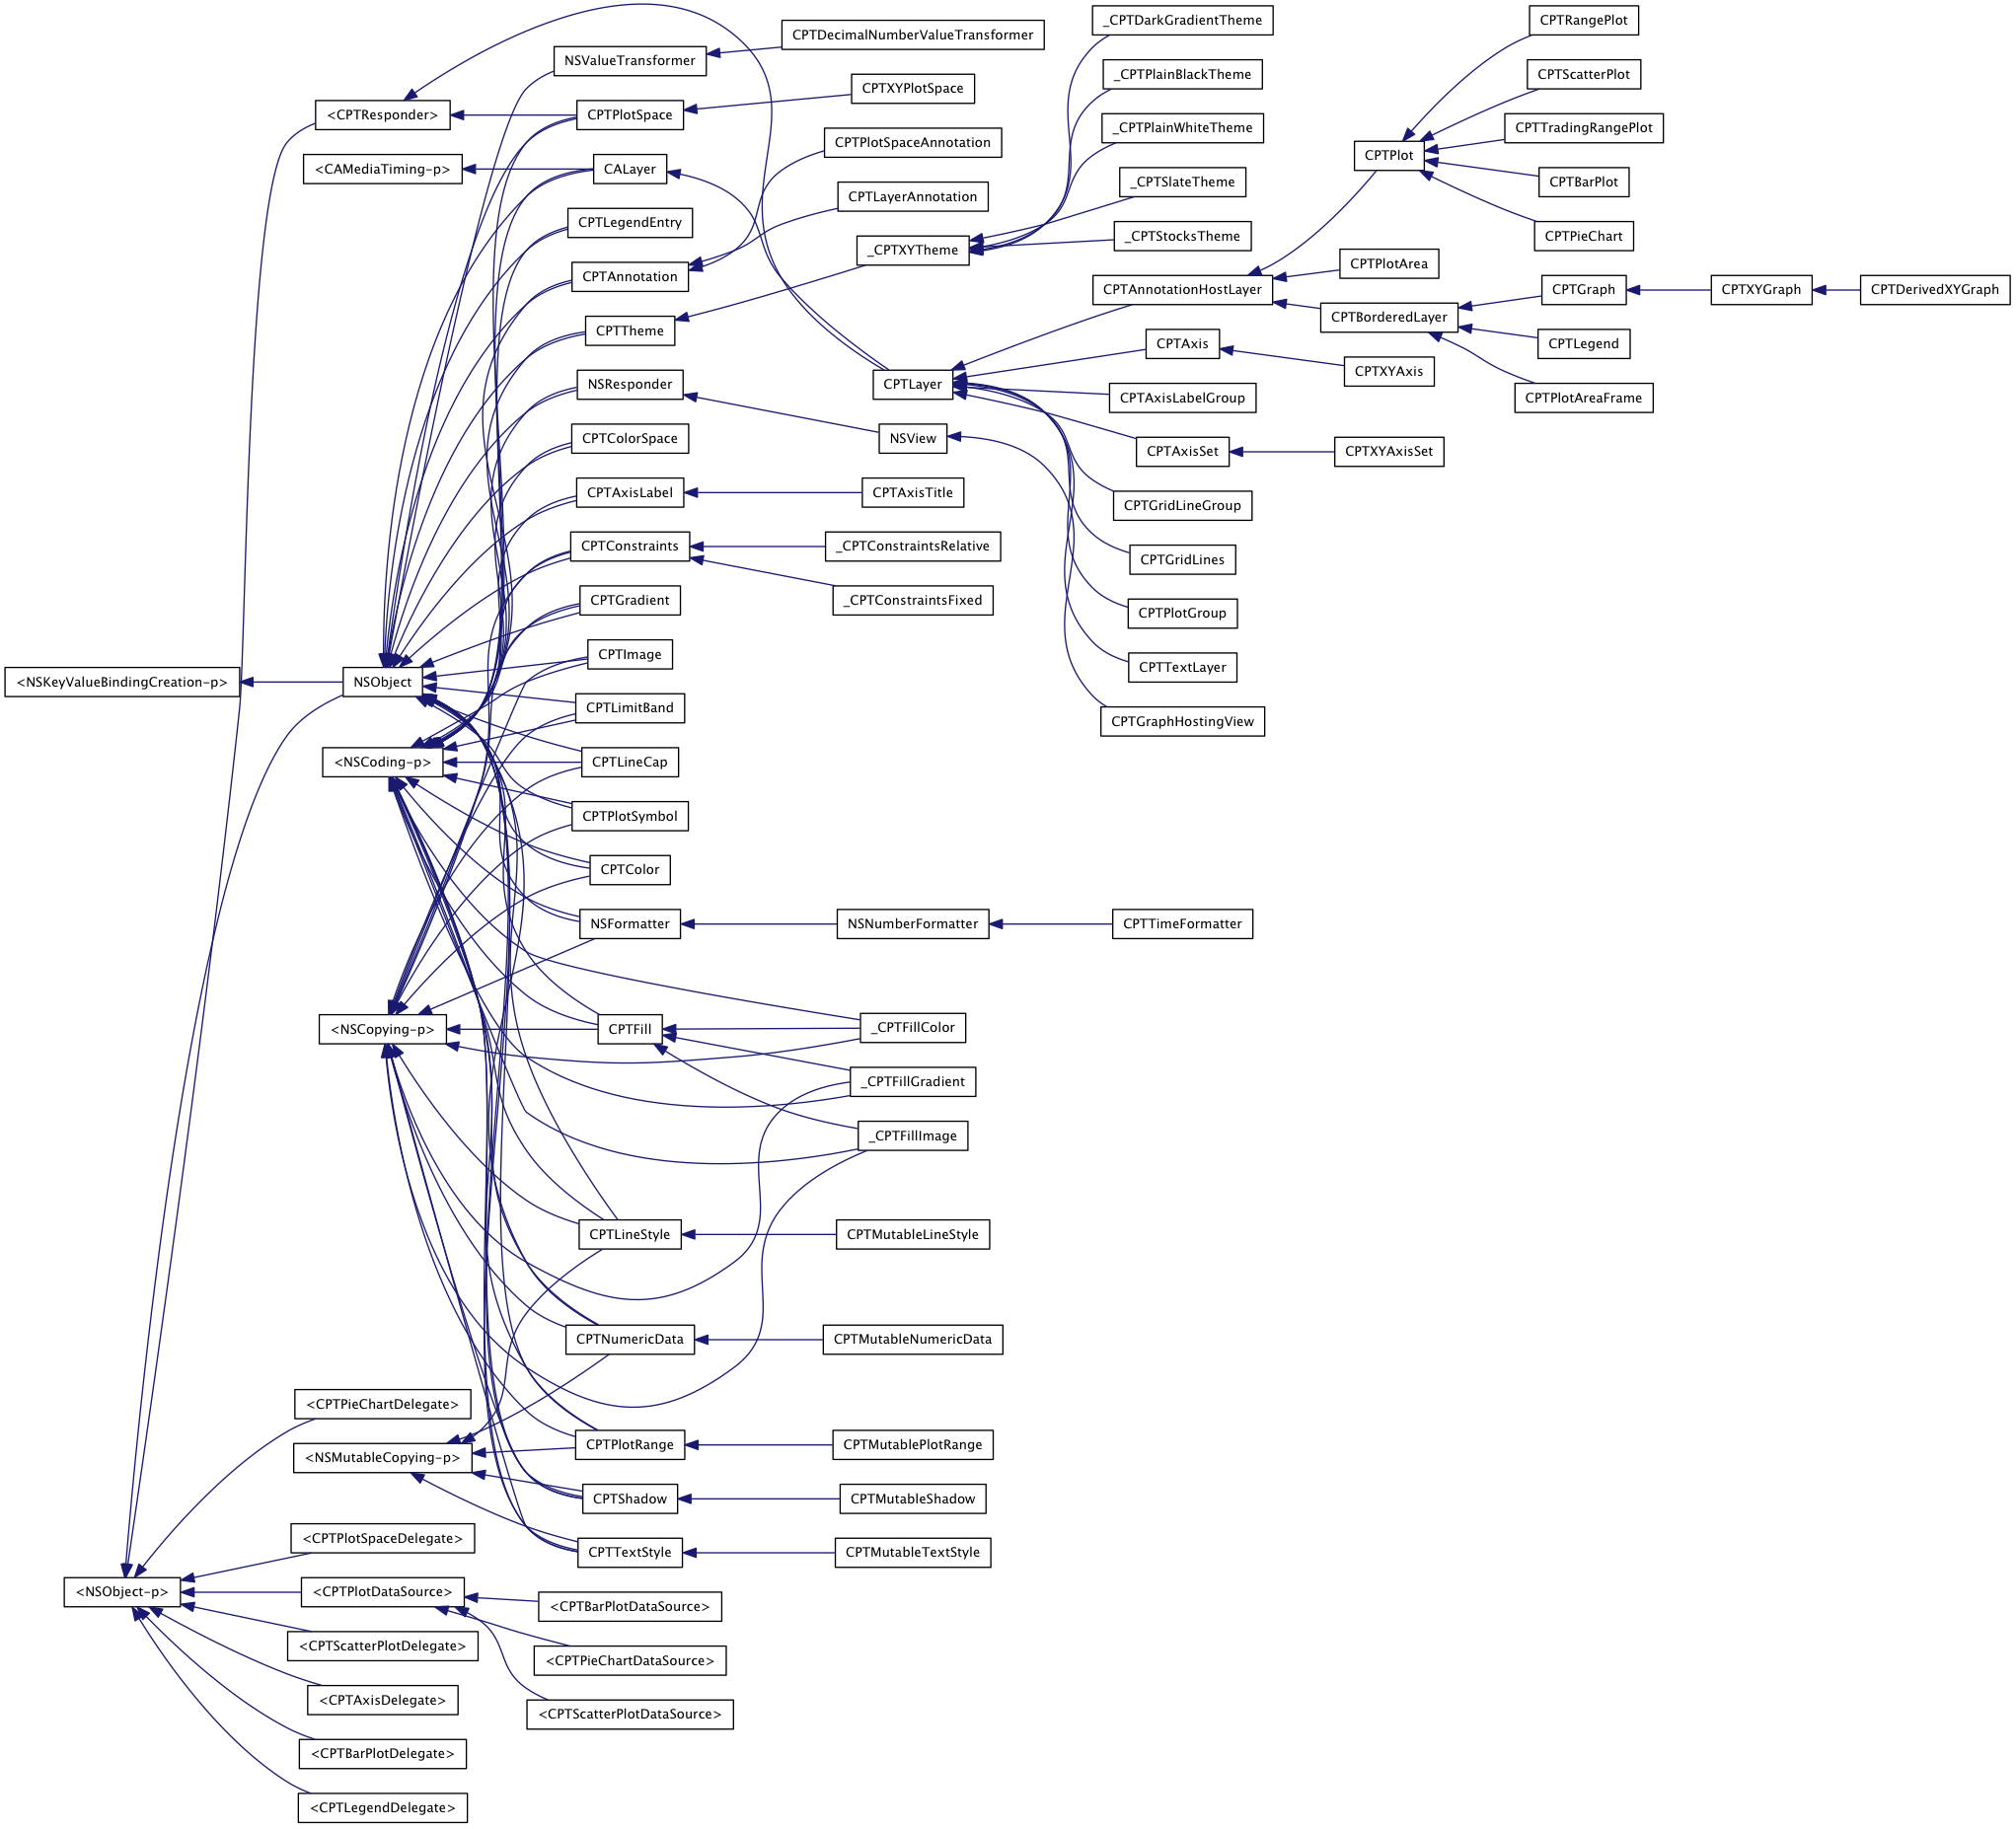 <NSKeyValueBindingCreation-p>
<NSObject-p>
<CPTResponder>
<CAMediaTiming-p>
NSObject
<NSCoding-p>
<NSCopying-p>
<CPTPieChartDelegate>
<NSMutableCopying-p>
<CPTPlotSpaceDelegate>
<CPTPlotDataSource>
<CPTScatterPlotDelegate>
<CPTAxisDelegate>
<CPTBarPlotDelegate>
<CPTLegendDelegate>
NSValueTransformer
CPTPlotSpace
CALayer
CPTLegendEntry
CPTAnnotation
CPTTheme
NSResponder
CPTColorSpace
CPTAxisLabel
CPTConstraints
CPTGradient
CPTImage
CPTLimitBand
CPTLineCap
CPTPlotSymbol
CPTColor
NSFormatter
CPTFill
CPTLineStyle
CPTNumericData
CPTPlotRange
CPTShadow
CPTTextStyle
<CPTBarPlotDataSource>
<CPTPieChartDataSource>
<CPTScatterPlotDataSource>
CPTDecimalNumberValueTransformer
CPTXYPlotSpace
CPTPlotSpaceAnnotation
CPTLayerAnnotation
_CPTXYTheme
CPTLayer
NSView
CPTAxisTitle
_CPTConstraintsRelative
_CPTConstraintsFixed
NSNumberFormatter
_CPTFillColor
_CPTFillGradient
_CPTFillImage
CPTMutableLineStyle
CPTMutableNumericData
CPTMutablePlotRange
CPTMutableShadow
CPTMutableTextStyle
_CPTDarkGradientTheme
_CPTPlainBlackTheme
_CPTPlainWhiteTheme
_CPTSlateTheme
_CPTStocksTheme
CPTAnnotationHostLayer
CPTAxis
CPTAxisLabelGroup
CPTAxisSet
CPTGridLineGroup
CPTGridLines
CPTPlotGroup
CPTTextLayer
CPTGraphHostingView
CPTTimeFormatter
CPTPlot
CPTPlotArea
CPTBorderedLayer
CPTXYAxis
CPTXYAxisSet
CPTRangePlot
CPTScatterPlot
CPTTradingRangePlot
CPTBarPlot
CPTPieChart
CPTGraph
CPTLegend
CPTPlotAreaFrame
CPTXYGraph
CPTDerivedXYGraph